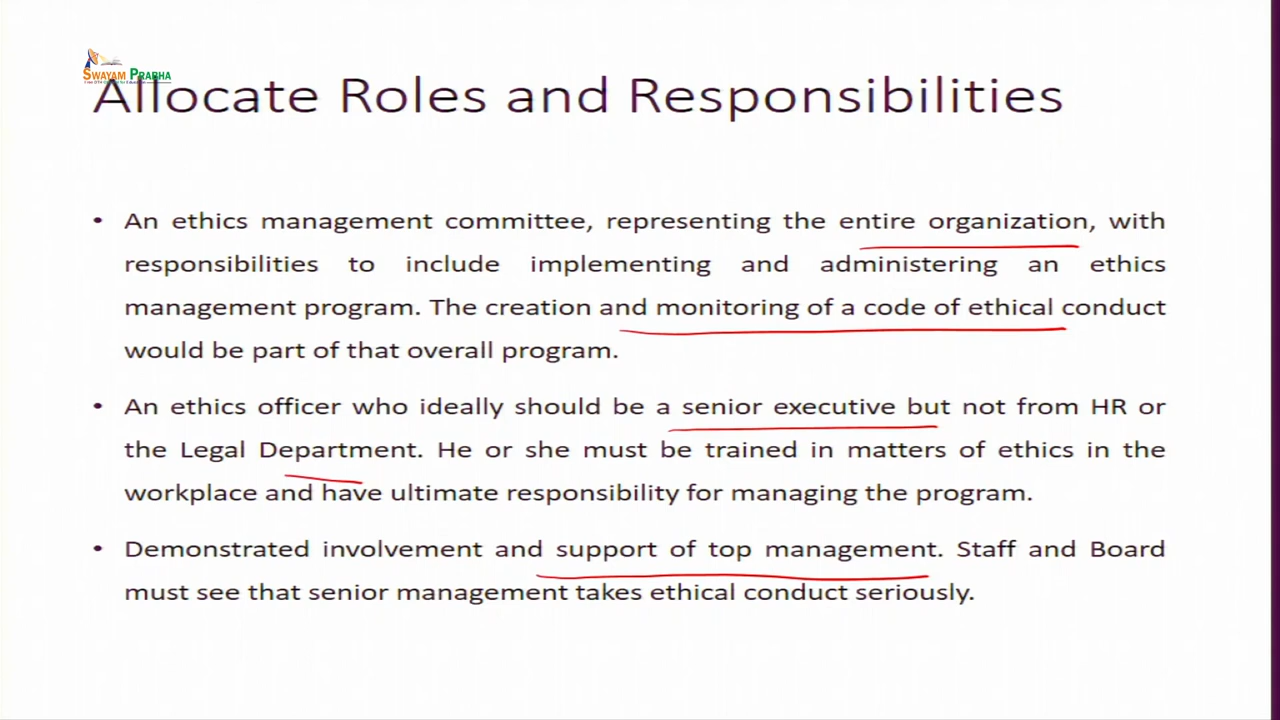 SWAYAM PRABHA
Allocate Roles and Responsibilities
• An ethics management committee, representing the entire organization, with
responsibilities to include implementing and administering an ethics
management program. The creation and monitoring of a code of ethical conduct
would be part of that overall program.
• An ethics officer who ideally should be a senior executive but not from HR or
the Legal Department. He or she must be trained in matters of ethics in the
workplace and have ultimate responsibility for managing the program.
• Demonstrated involvement and support of top management. Staff and Board
must see that senior management takes ethical conduct seriously.